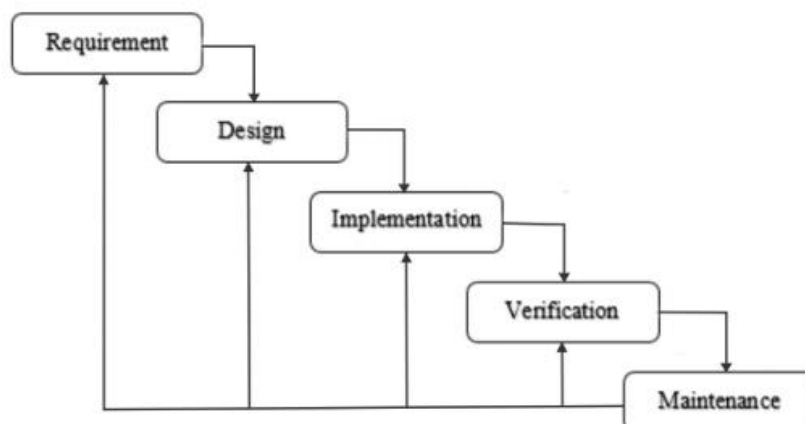 Requirement
Design
Implementation
Verification
Maintenance